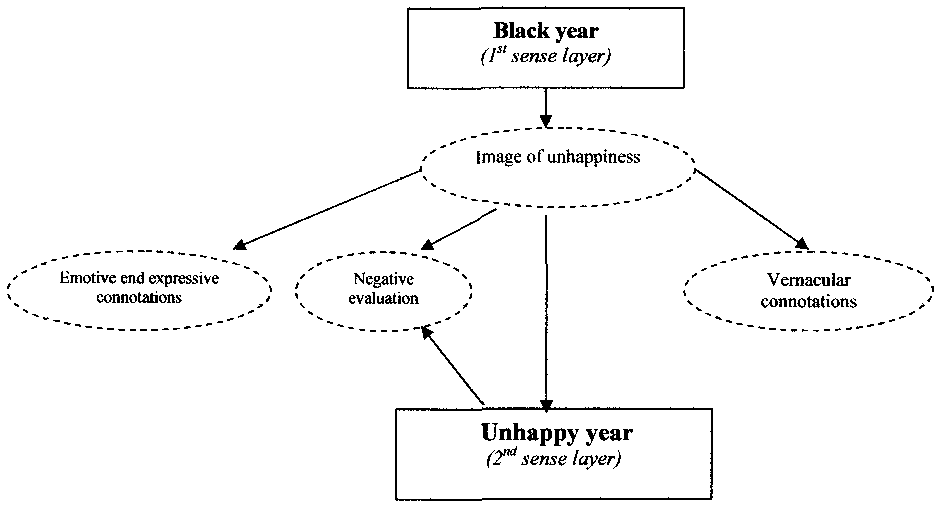 Black year
(1st sense layer)
Image of unhappiness
Emotive end expressive
connotations
Negative
evaluation
Vernacular
connotations
Unhappy year
(2nd sense layer)